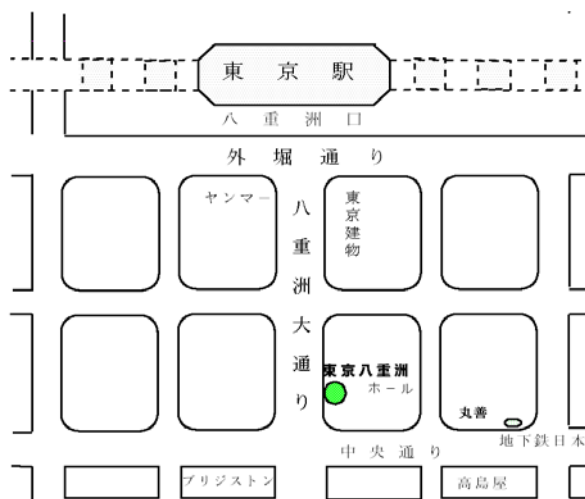 東京駅
八重洲口
外堀通り
ヤンマー
東京建物
八重洲大通り
東京八重洲
ホール
丸善
地下鉄日本
中央通り
ブリジストン
高島屋